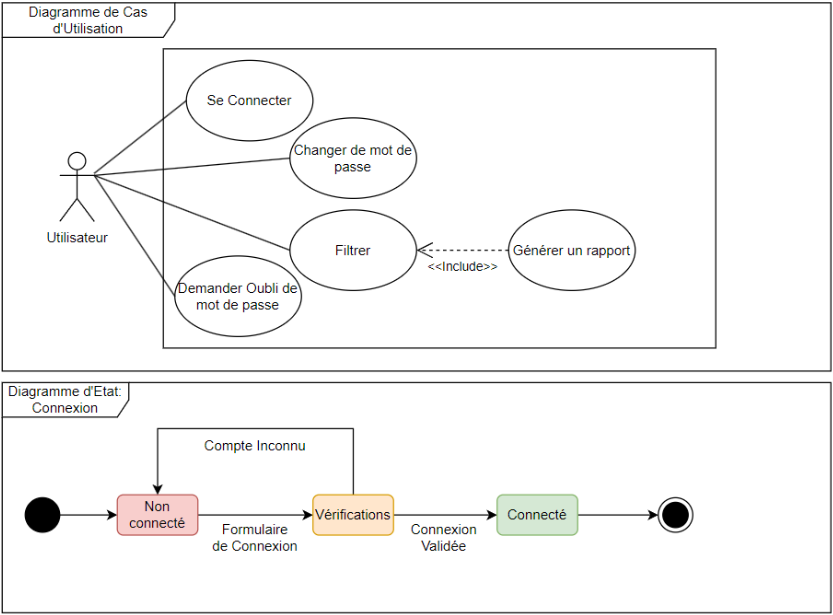 Diagramme de Cas
d'Utilisation
Se Connecter
Changer de mot de
passe
Utilisateur
Filtrer
Générer un rapport
<<Include>>
Demander Oubli de
mot de passe
Diagramme d'Etat:
Connexion
Compte Inconnu
Non
connecté
Vérifications
Connecté
Formulaire
de Connexion
Connexion
Validée